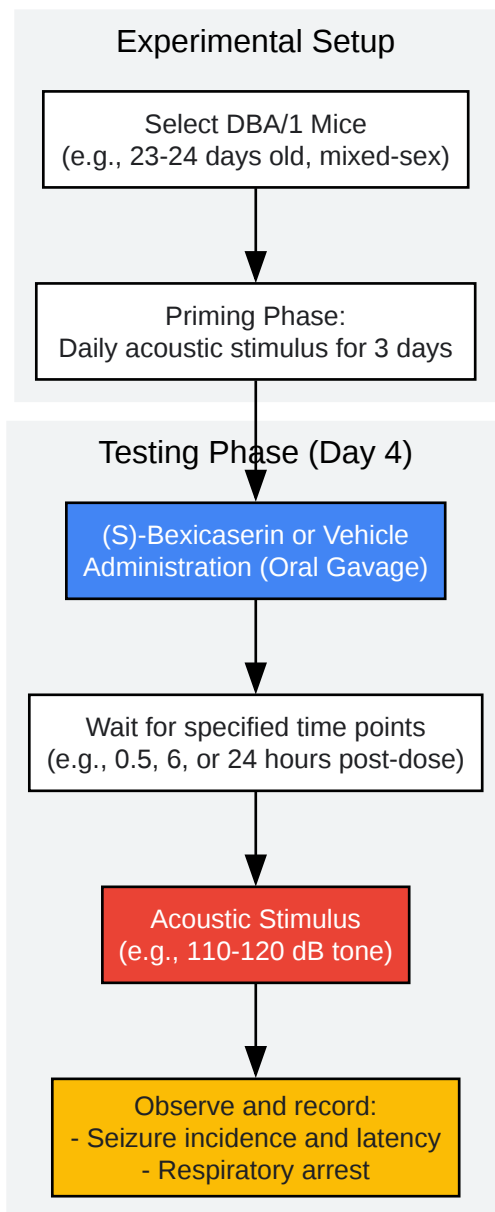 Experimental Setup
Select DBA/1 Mice
(e.g., 23-24 days old, mixed-sex)
Priming Phase:
Daily acoustic stimulus for 3 days
Testing Phase (Day 4)
(S)-Bexicaserin or Vehicle
Administration (Oral Gavage)
Wait for specified time points
(e.g., 0.5, 6, or 24 hours post-dose)
Acoustic Stimulus
(e.g., 110-120 dB tone)
Observe and record:
- Seizure incidence and latency
- Respiratory arrest